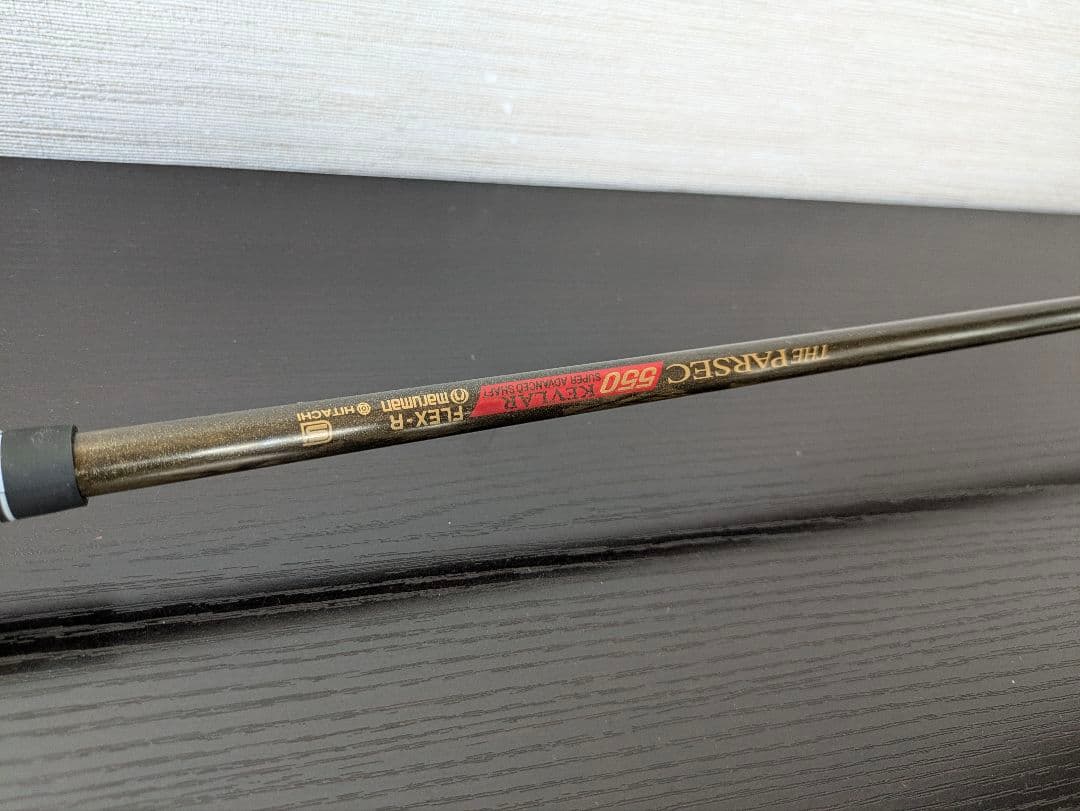 THE PARSEC
550 KEVLAR
SUPER ADVANCED SHAFT
FLEX·R
maruman
HITACHI